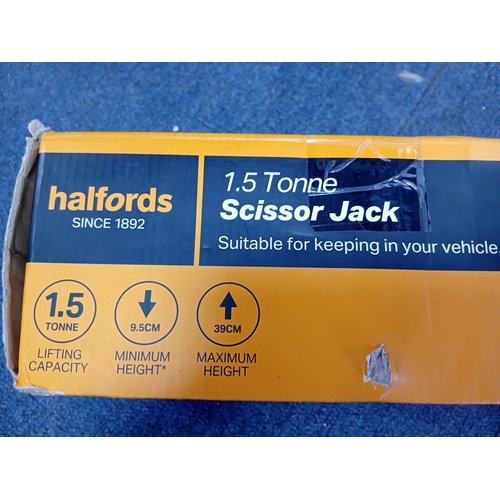 halfords
SINCE 1892
1.5 Tonne
Scissor Jack
Suitable for keeping in your vehicle.
1.5
TONNE
LIFTING
CAPACITY
9.5CM
MINIMUM
HEIGHT*
39CM
MAXIMUM
HEIGHT